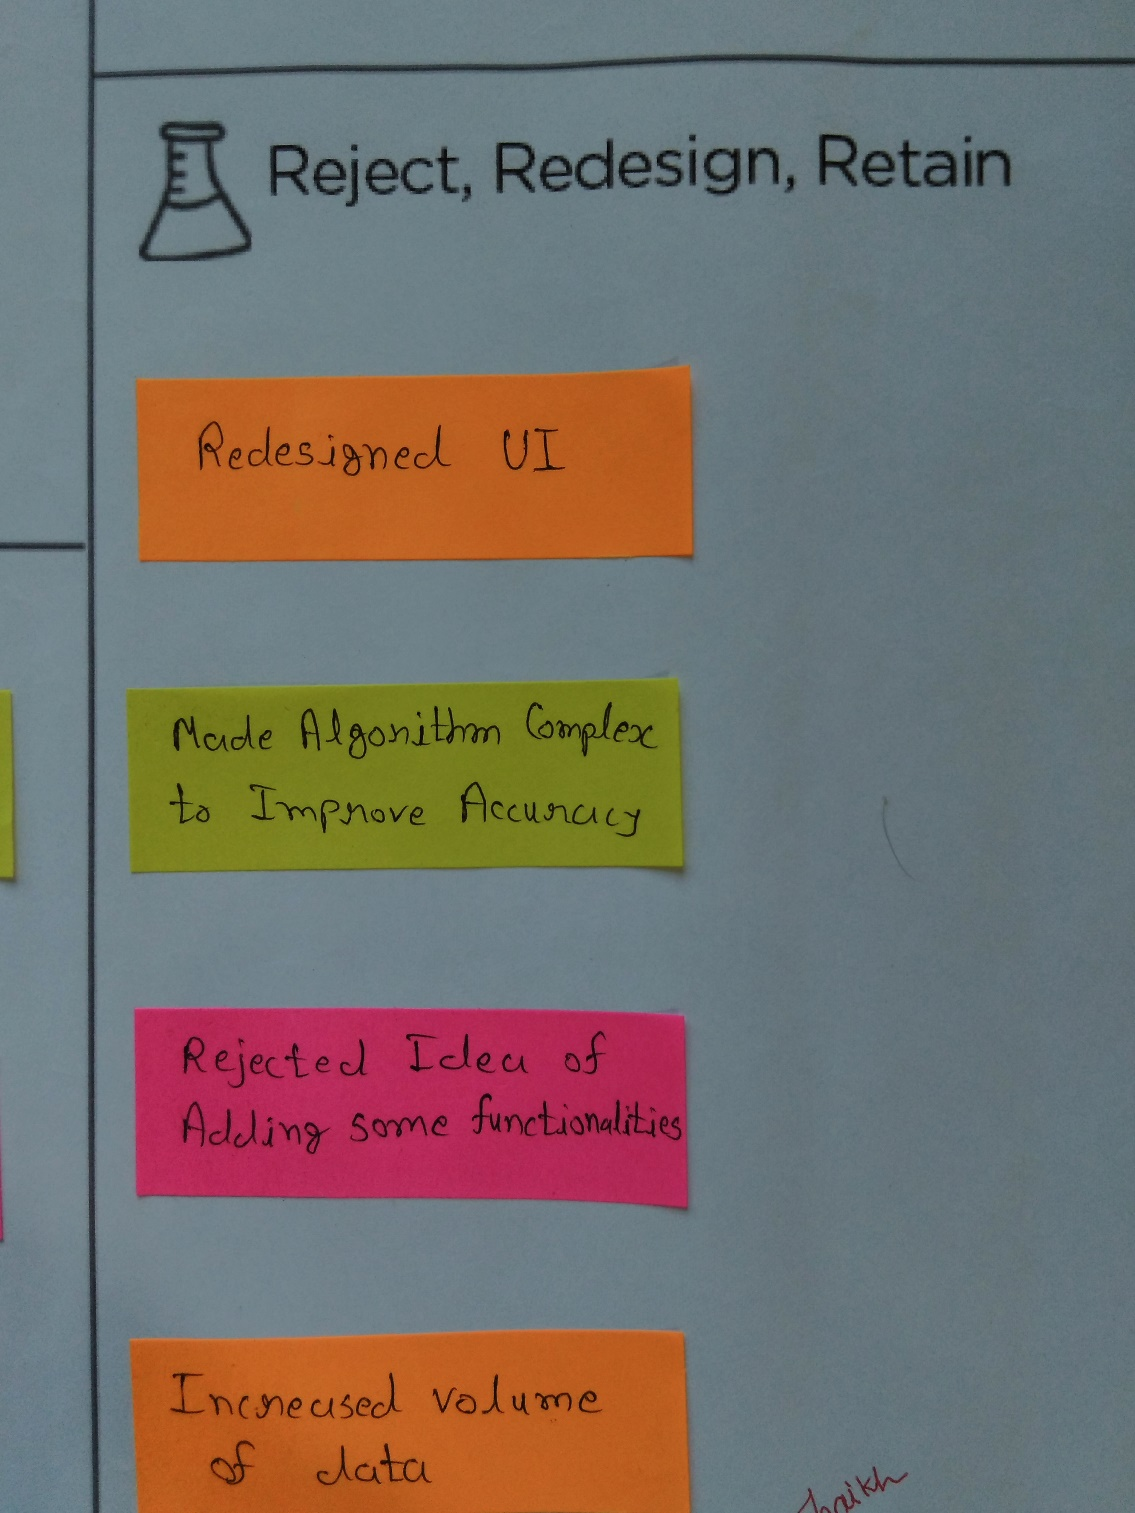 Reject, Redesign, Retain
Redesigned UI
Made Algorithm Complex
to Improve Accuracy
Rejected Idea of
Adding some functionalities
Increased volume
of data